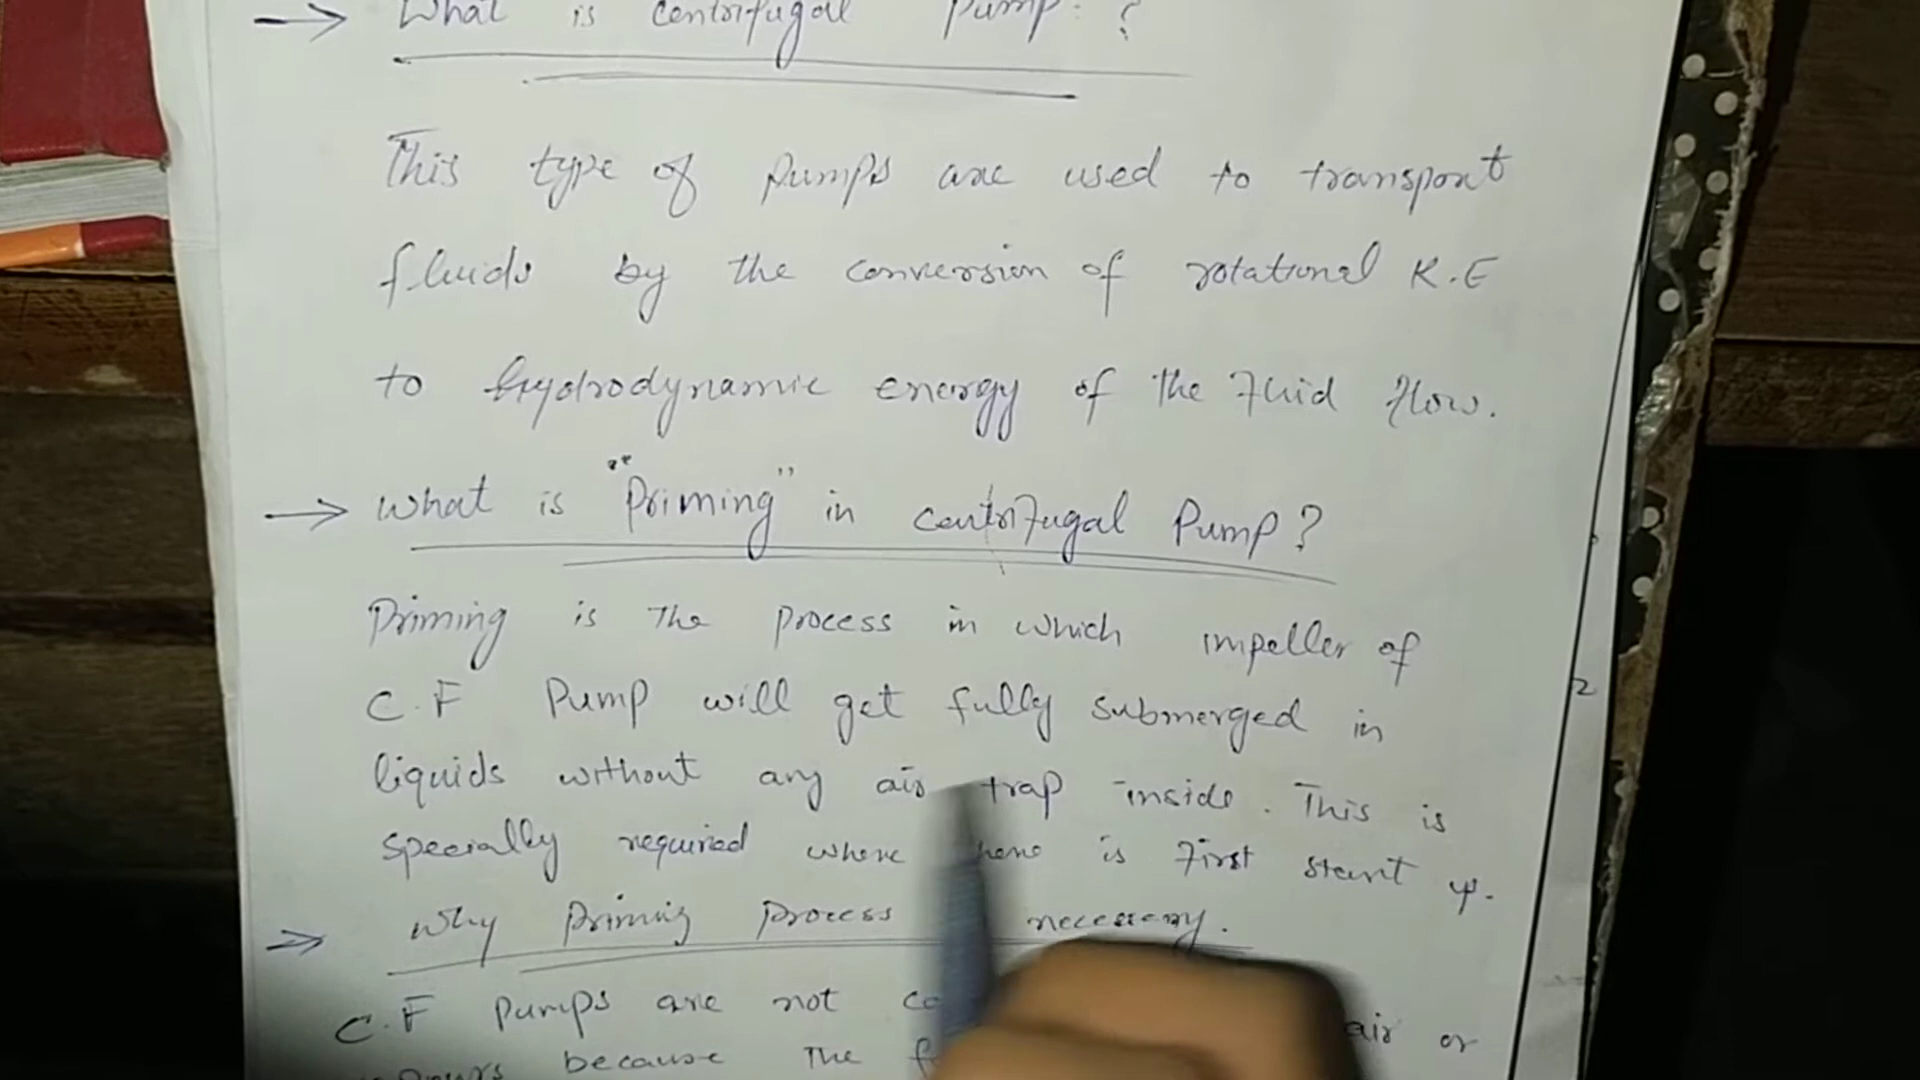 What is centrifugal Pump ?
This type of Pumps are used to transport
fluids by the conversion of rotational K.E
to hydrodynamic energy of the fluid flow.
What is "Priming" in centrifugal Pump?
Priming is the process in which impeller of
C.F Pump will get fully submerged in
liquids without any air trap inside. This is
specially required where is first start up.
Why Priming Process necessary.
C.F Pumps are not air or
because the
2